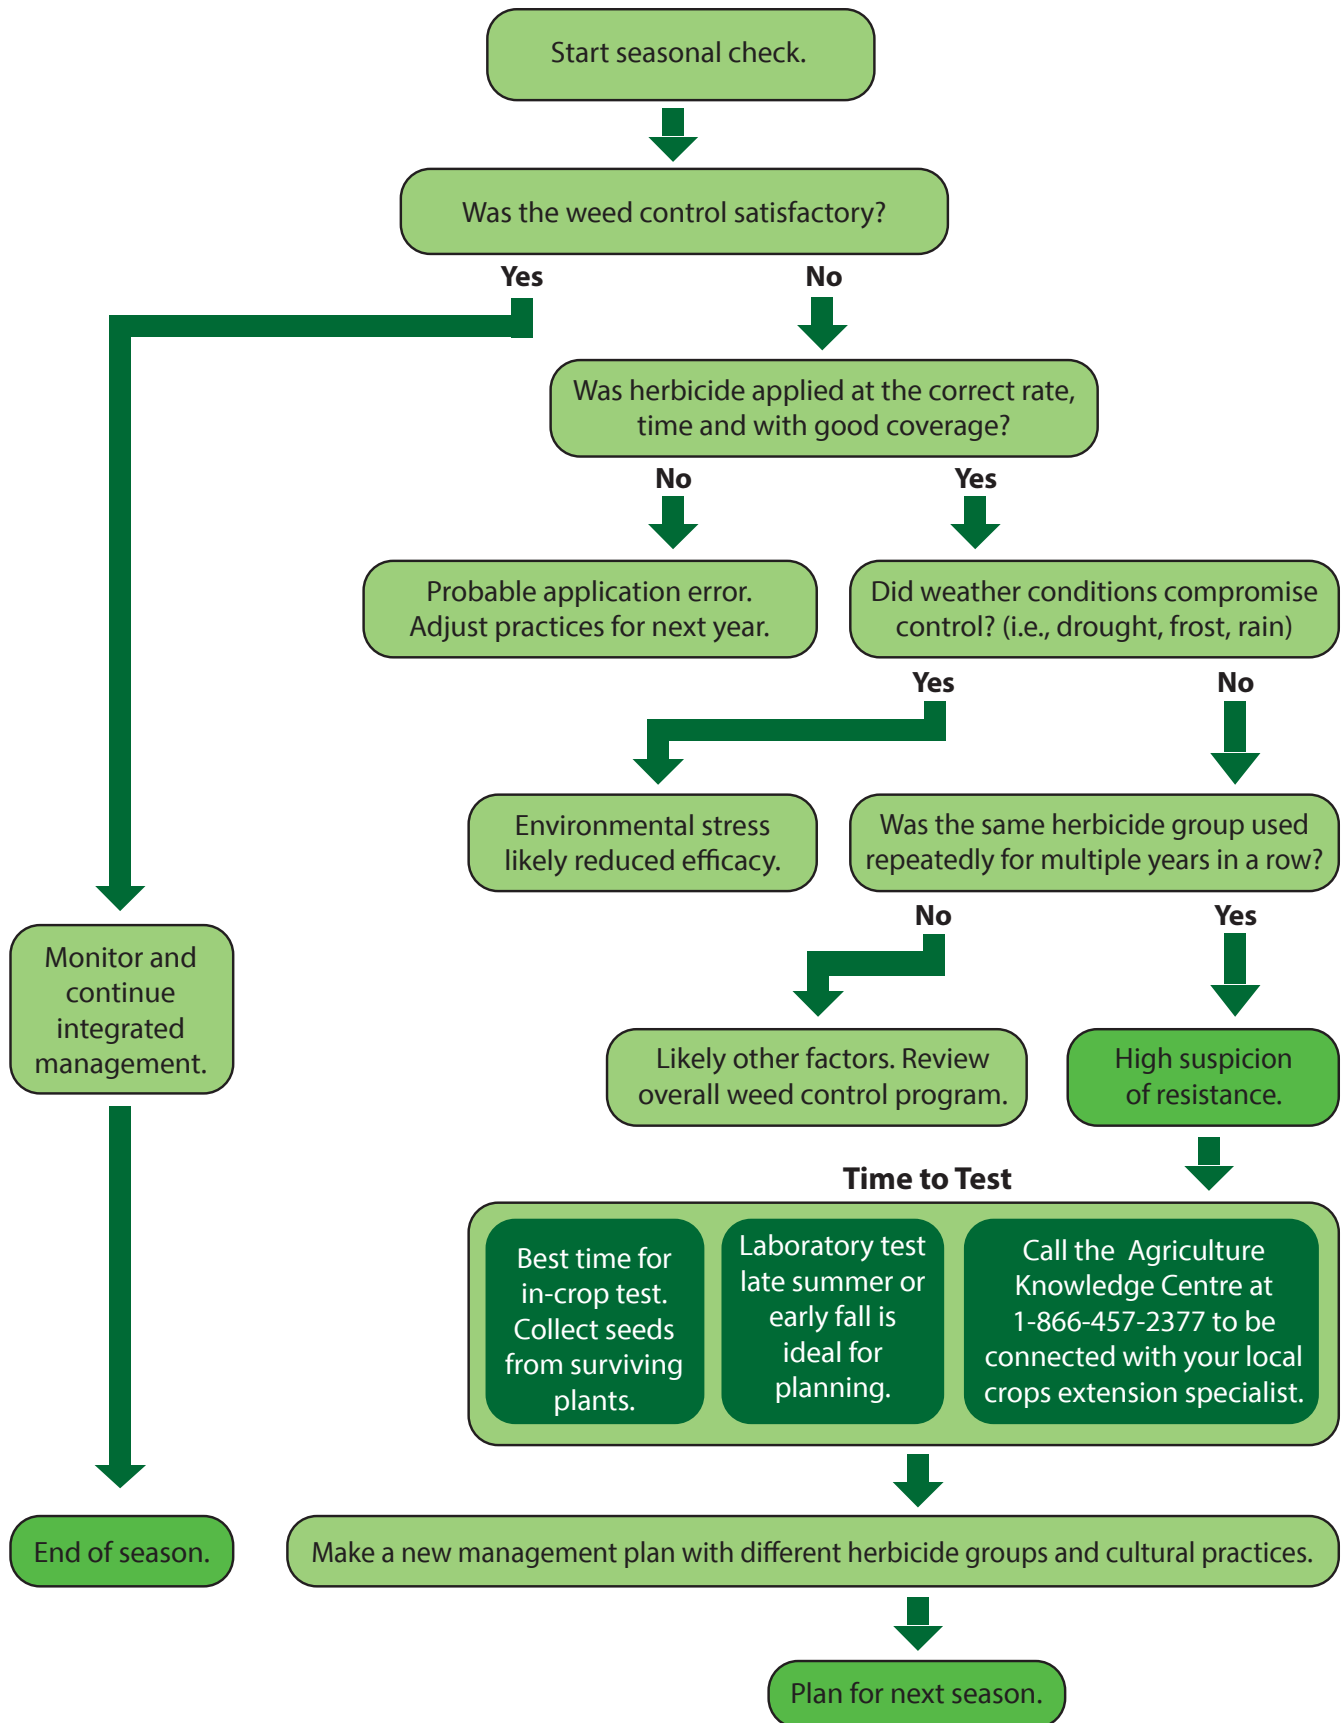 Start seasonal check.
Was the weed control satisfactory?
Yes
No
Was herbicide applied at the correct rate,
time and with good coverage?
No
Yes
Probable application error.
Adjust practices for next year.
Did weather conditions compromise
control? (i.e., drought, frost, rain)
Yes
No
Environmental stress
likely reduced efficacy.
Was the same herbicide group used
repeatedly for multiple years in a row?
No
Yes
Monitor and
continue
integrated
management.
Likely other factors. Review
overall weed control program.
High suspicion
of resistance.
Time to Test
Best time for
in-crop test.
Collect seeds
from surviving
plants.
Laboratory test
late summer or
early fall is
ideal for
planning.
Call the Agriculture
Knowledge Centre at
1-866-457-2377 to be
connected with your local
crops extension specialist.
End of season.
Make a new management plan with different herbicide groups and cultural practices.
Plan for next season.